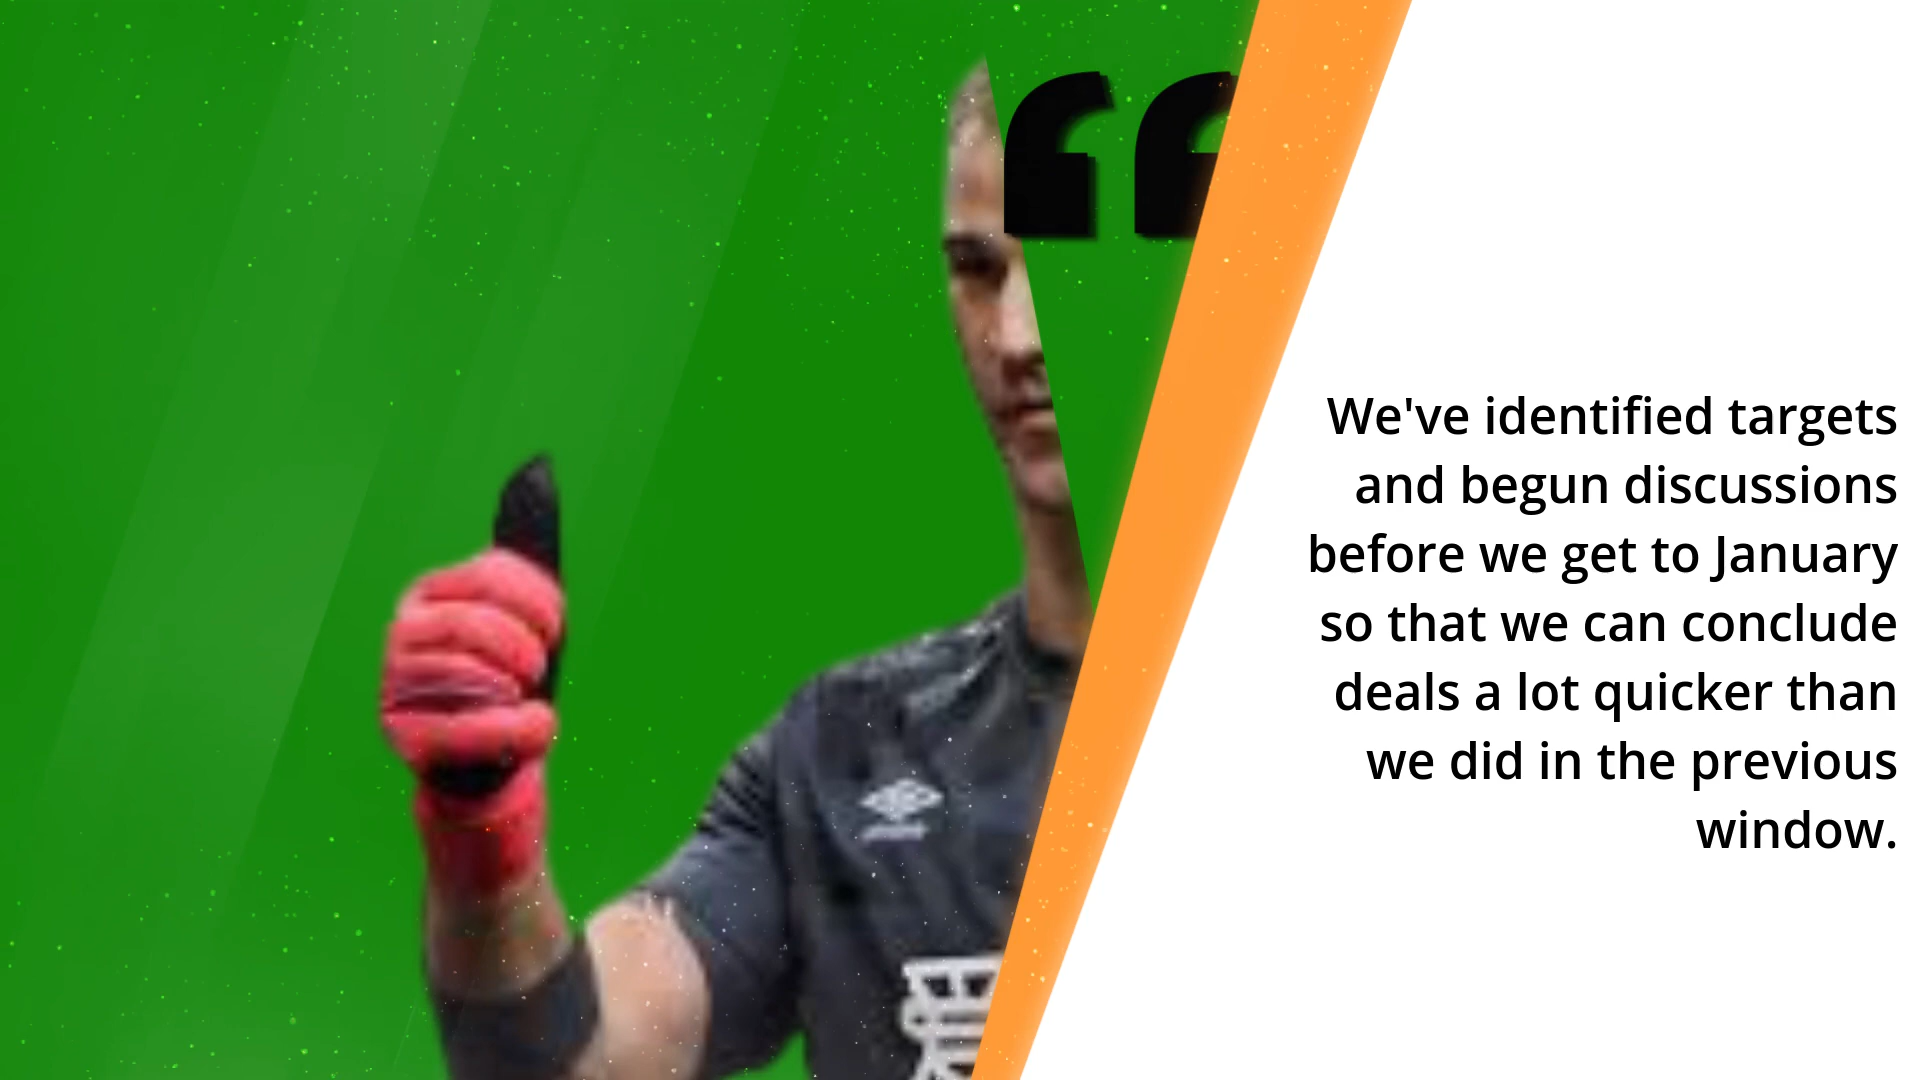 “
We've identified targets
and begun discussions
before we get to January
so that we can conclude
deals a lot quicker than
we did in the previous
window.